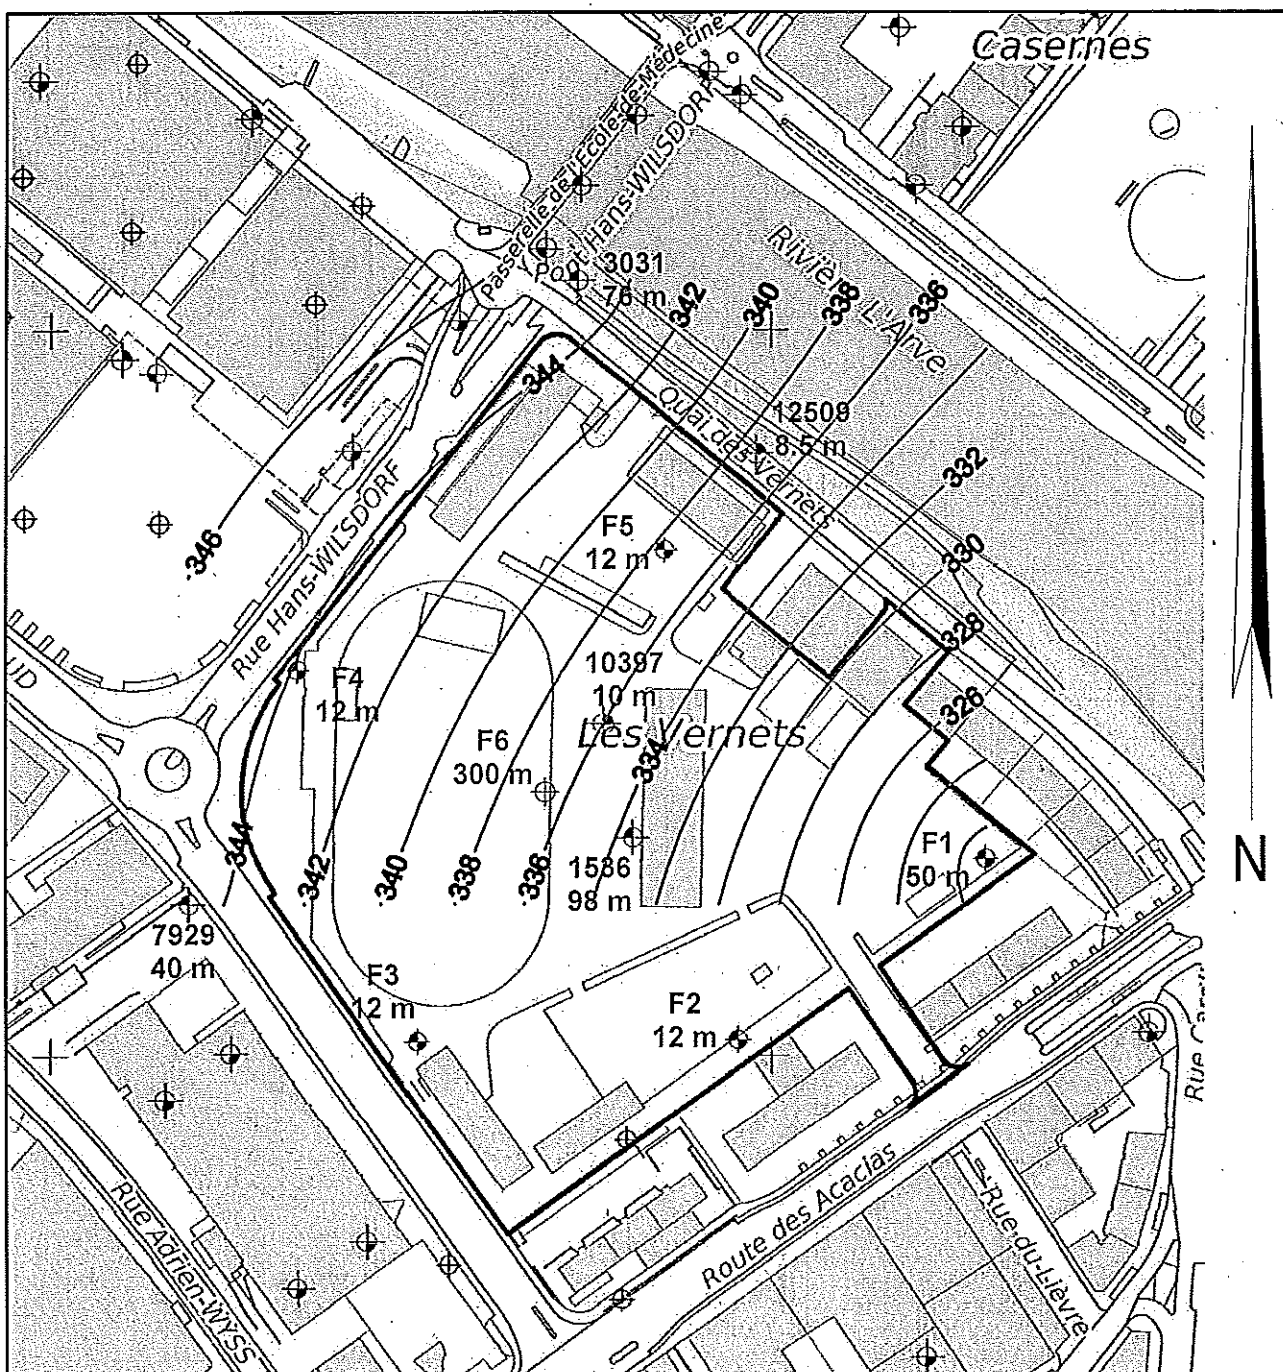 Casernes
Passerelle de l'Ecole-de-Médecine
Pont Hans-WILSDORF
Rivière L'Arve
3031
76 m
342
340
338
336
344
Quai des Vernets
12509
8.5 m
332
346
Rue Hans-WILSDORF
F5
12 m
330
328
UD
F4
12 m
10397
10 m
326
Les Vernets
F6
300 m
334
344
342
340
338
336
1586
98 m
F1
50 m
N
7929
40 m
F3
12 m
F2
12 m
Route des Acacias
Rue-du-Lièvre
Rue Adrien-WYSS